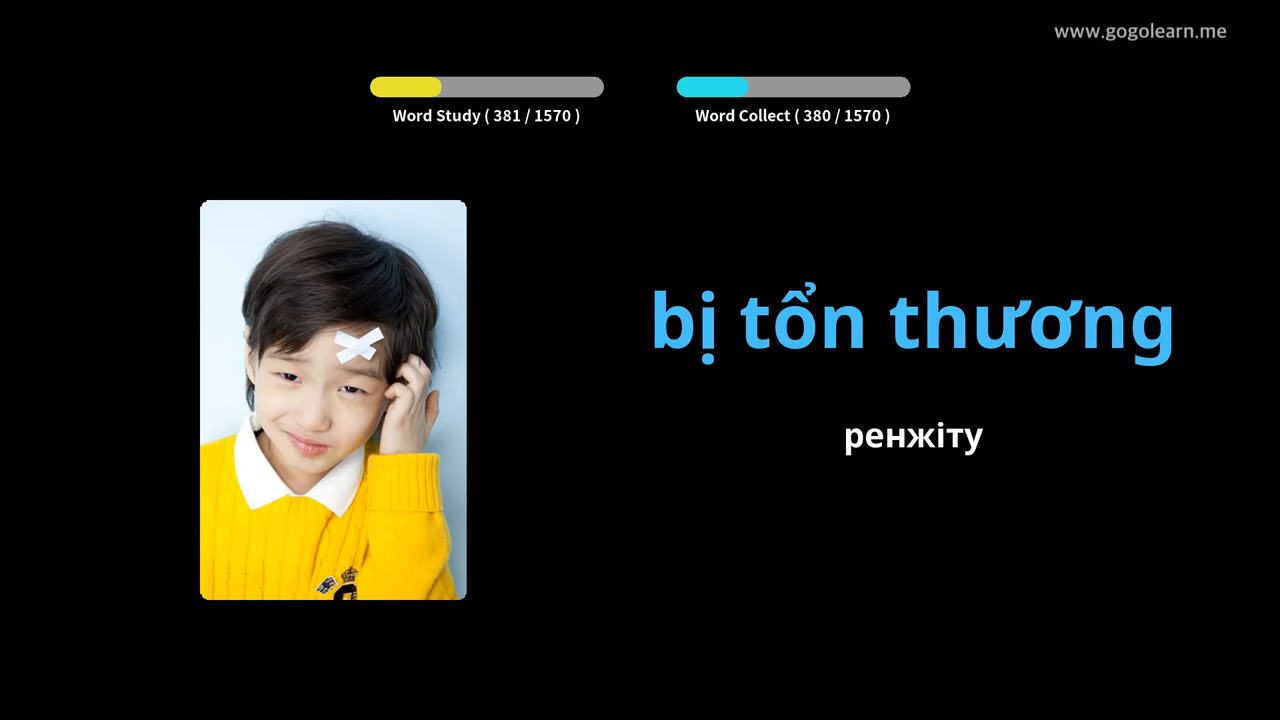 www.gogolearn.me
Word Study ( 381 / 1570 )
Word Collect ( 380 / 1570 )
bị tổn thương
ренжіту